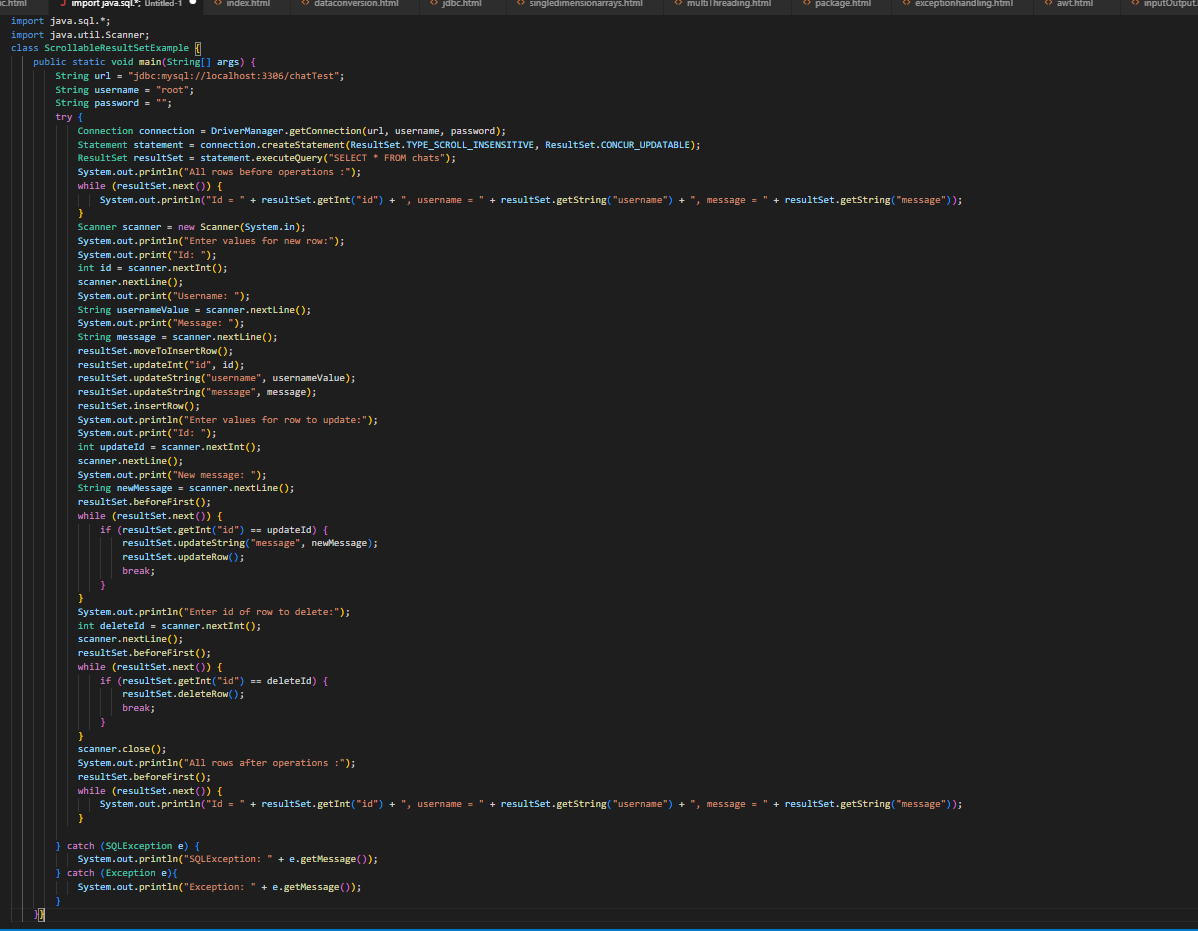 ic.html import java.sql.*; Untitled-1 index.html dataconversion.html jdbc.html singledimensionarrays.html multiThreading.html package.html exceptionhandling.html awt.html inputOutput.
import java.sql.*;
import java.util.Scanner;
class ScrollableResultSetExample {
public static void main(String[] args) {
String url = "jdbc:mysql://localhost:3306/chatTest";
String username = "root";
String password = "";
try {
Connection connection = DriverManager.getConnection(url, username, password);
Statement statement = connection.createStatement(ResultSet.TYPE_SCROLL_INSENSITIVE, ResultSet.CONCUR_UPDATABLE);
ResultSet resultSet = statement.executeQuery("SELECT * FROM chats");
System.out.println("All rows before operations :");
while (resultSet.next()) {
System.out.println("Id = " + resultSet.getInt("id") + ", username = " + resultSet.getString("username") + ", message = " + resultSet.getString("message"));
}
Scanner scanner = new Scanner(System.in);
System.out.println("Enter values for new row:");
System.out.print("Id: ");
int id = scanner.nextInt();
scanner.nextLine();
System.out.print("Username: ");
String usernameValue = scanner.nextLine();
System.out.print("Message: ");
String message = scanner.nextLine();
resultSet.moveToInsertRow();
resultSet.updateInt("id", id);
resultSet.updateString("username", usernameValue);
resultSet.updateString("message", message);
resultSet.insertRow();
System.out.println("Enter values for row to update:");
System.out.print("Id: ");
int updateId = scanner.nextInt();
scanner.nextLine();
System.out.print("New message: ");
String newMessage = scanner.nextLine();
resultSet.beforeFirst();
while (resultSet.next()) {
if (resultSet.getInt("id") == updateId) {
resultSet.updateString("message", newMessage);
resultSet.updateRow();
break;
}
}
System.out.println("Enter id of row to delete:");
int deleteId = scanner.nextInt();
scanner.nextLine();
resultSet.beforeFirst();
while (resultSet.next()) {
if (resultSet.getInt("id") == deleteId) {
resultSet.deleteRow();
break;
}
}
scanner.close();
System.out.println("All rows after operations :");
resultSet.beforeFirst();
while (resultSet.next()) {
System.out.println("Id = " + resultSet.getInt("id") + ", username = " + resultSet.getString("username") + ", message = " + resultSet.getString("message"));
}
} catch (SQLException e) {
System.out.println("SQLException: " + e.getMessage());
} catch (Exception e){
System.out.println("Exception: " + e.getMessage());
}
}}